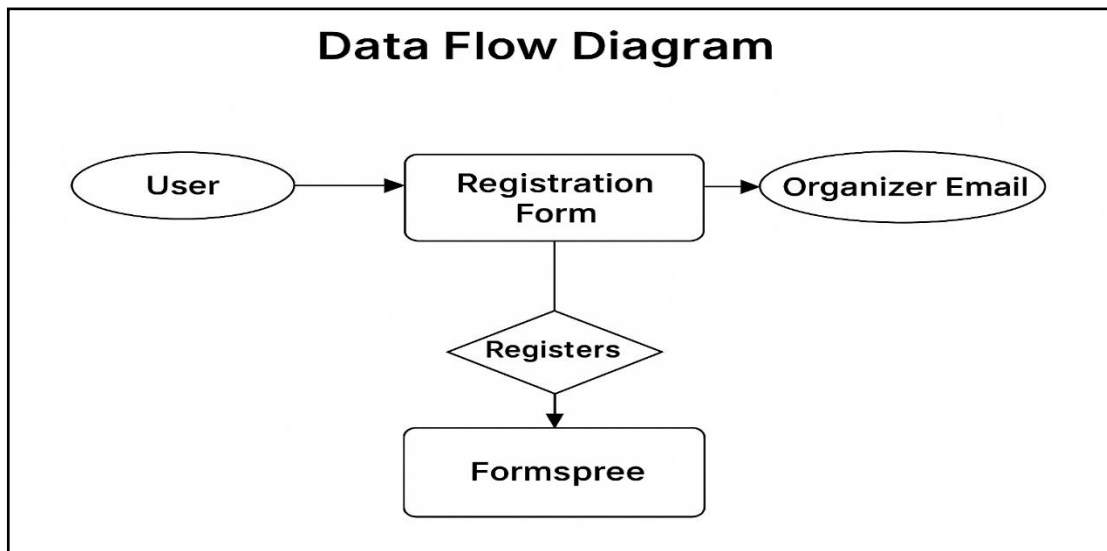 Data Flow Diagram
User
Registration
Form
Organizer Email
Registers
Formspree